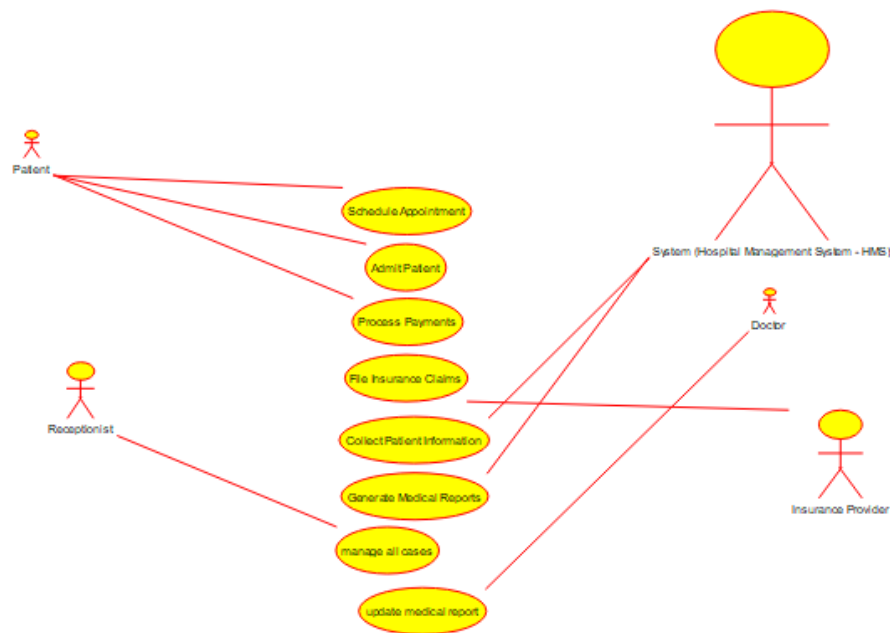 Patient
Schedule Appointment
System (Hospital Management System - HMS)
Admit Patient
Process Payments
Doctor
File Insurance Claims
Receptionist
Collect Patient Information
Generate Medical Reports
Insurance Provider
manage all cases
update medical report